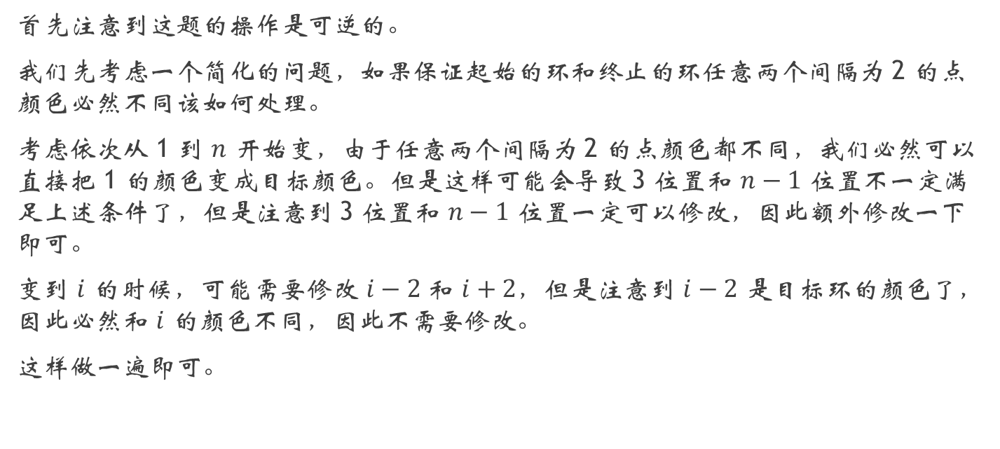 首先注意到这题的操作是可逆的。
我们先考虑一个简化的问题，如果保证起始的环和终止的环任意两个间隔为 2 的点
颜色必然不同该如何处理。
考虑依次从 1 到 n 开始变，由于任意两个间隔为 2 的点颜色都不同，我们必然可以
直接把 1 的颜色变成目标颜色。但是这样可能会导致 3 位置和 n − 1 位置不一定满
足上述条件了，但是注意到 3 位置和 n − 1 位置一定可以修改，因此额外修改一下
即可。
变到 i 的时候，可能需要修改 i − 2 和 i + 2，但是注意到 i − 2 是目标环的颜色了，
因此必然和 i 的颜色不同，因此不需要修改。
这样做一遍即可。